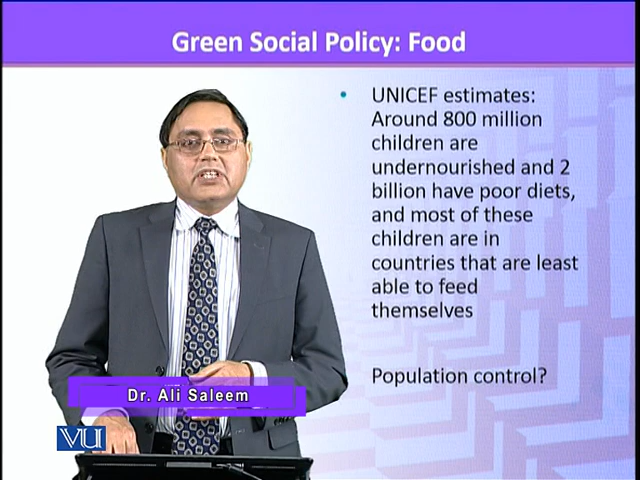 Green Social Policy: Food
• UNICEF estimates:
Around 800 million
children are
undernourished and 2
billion have poor diets,
and most of these
children are in
countries that are least
able to feed
themselves
Population control?
Dr. Ali Saleem
VU